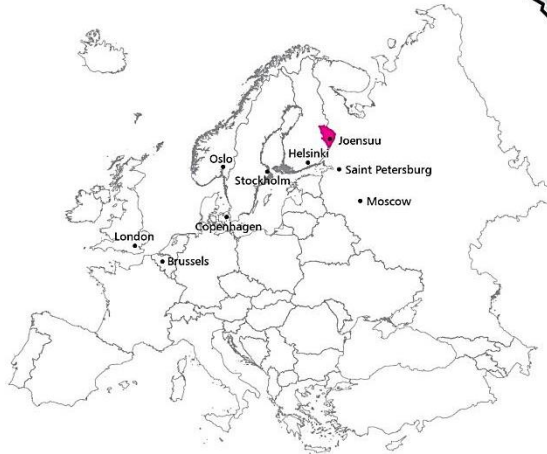 Joensuu
Helsinki
Oslo
Saint Petersburg
Stockholm
Moscow
Copenhagen
London
Brussels